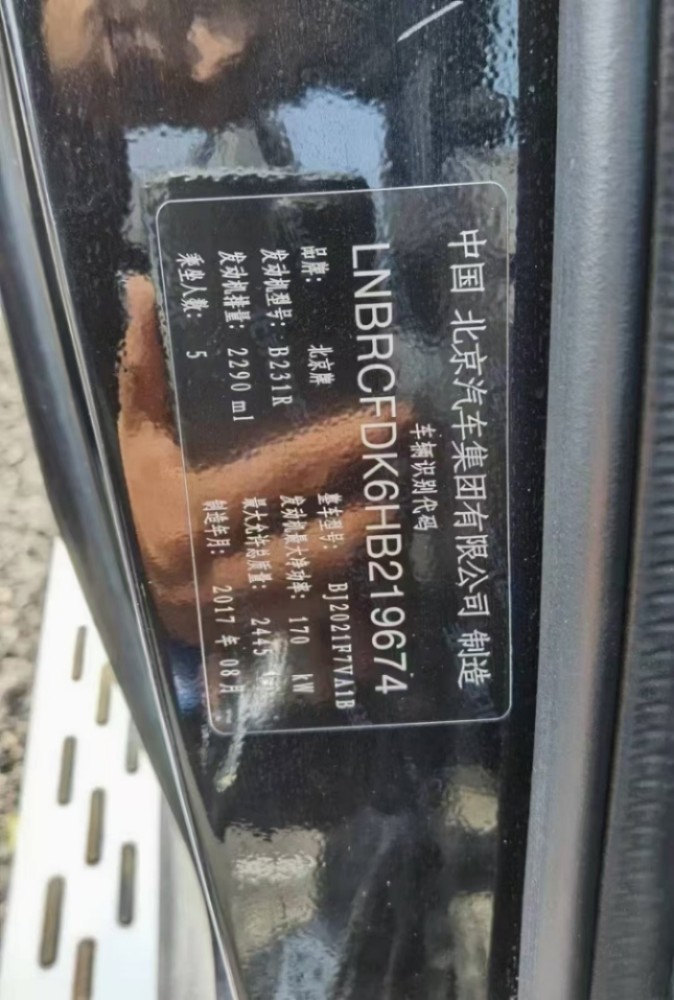 中国 北京汽车集团有限公司 制造
车辆识别代码
LNBRCFDK6HB219674
品牌： 北京牌 整车型号： BJ2021F7VA1B
发动机型号： B231R 发动机最大净功率： 170 kW
发动机排量： 2290 ml 最大允许总质量： 2445
乘坐人数： 5 制造年月： 2017 年 08 月